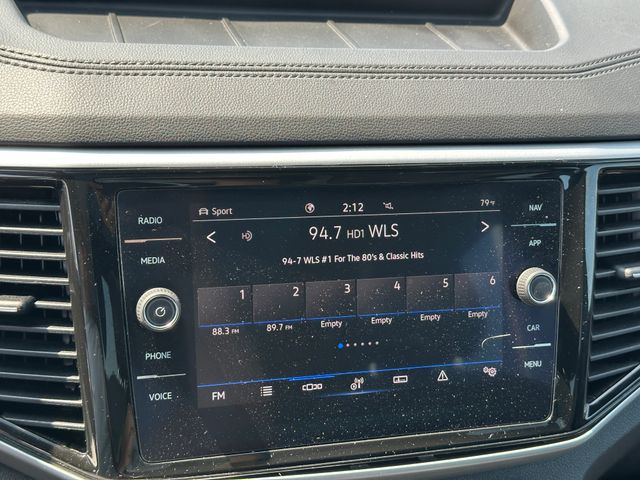 RADIO
MEDIA
PHONE
VOICE
Sport 2:12 79°F
94.7 HD1 WLS
94-7 WLS #1 For The 80's & Classic Hits
1 2 3 4 5 6
88.3 FM 89.7 FM Empty Empty Empty Empty
FM
NAV
APP
CAR
MENU